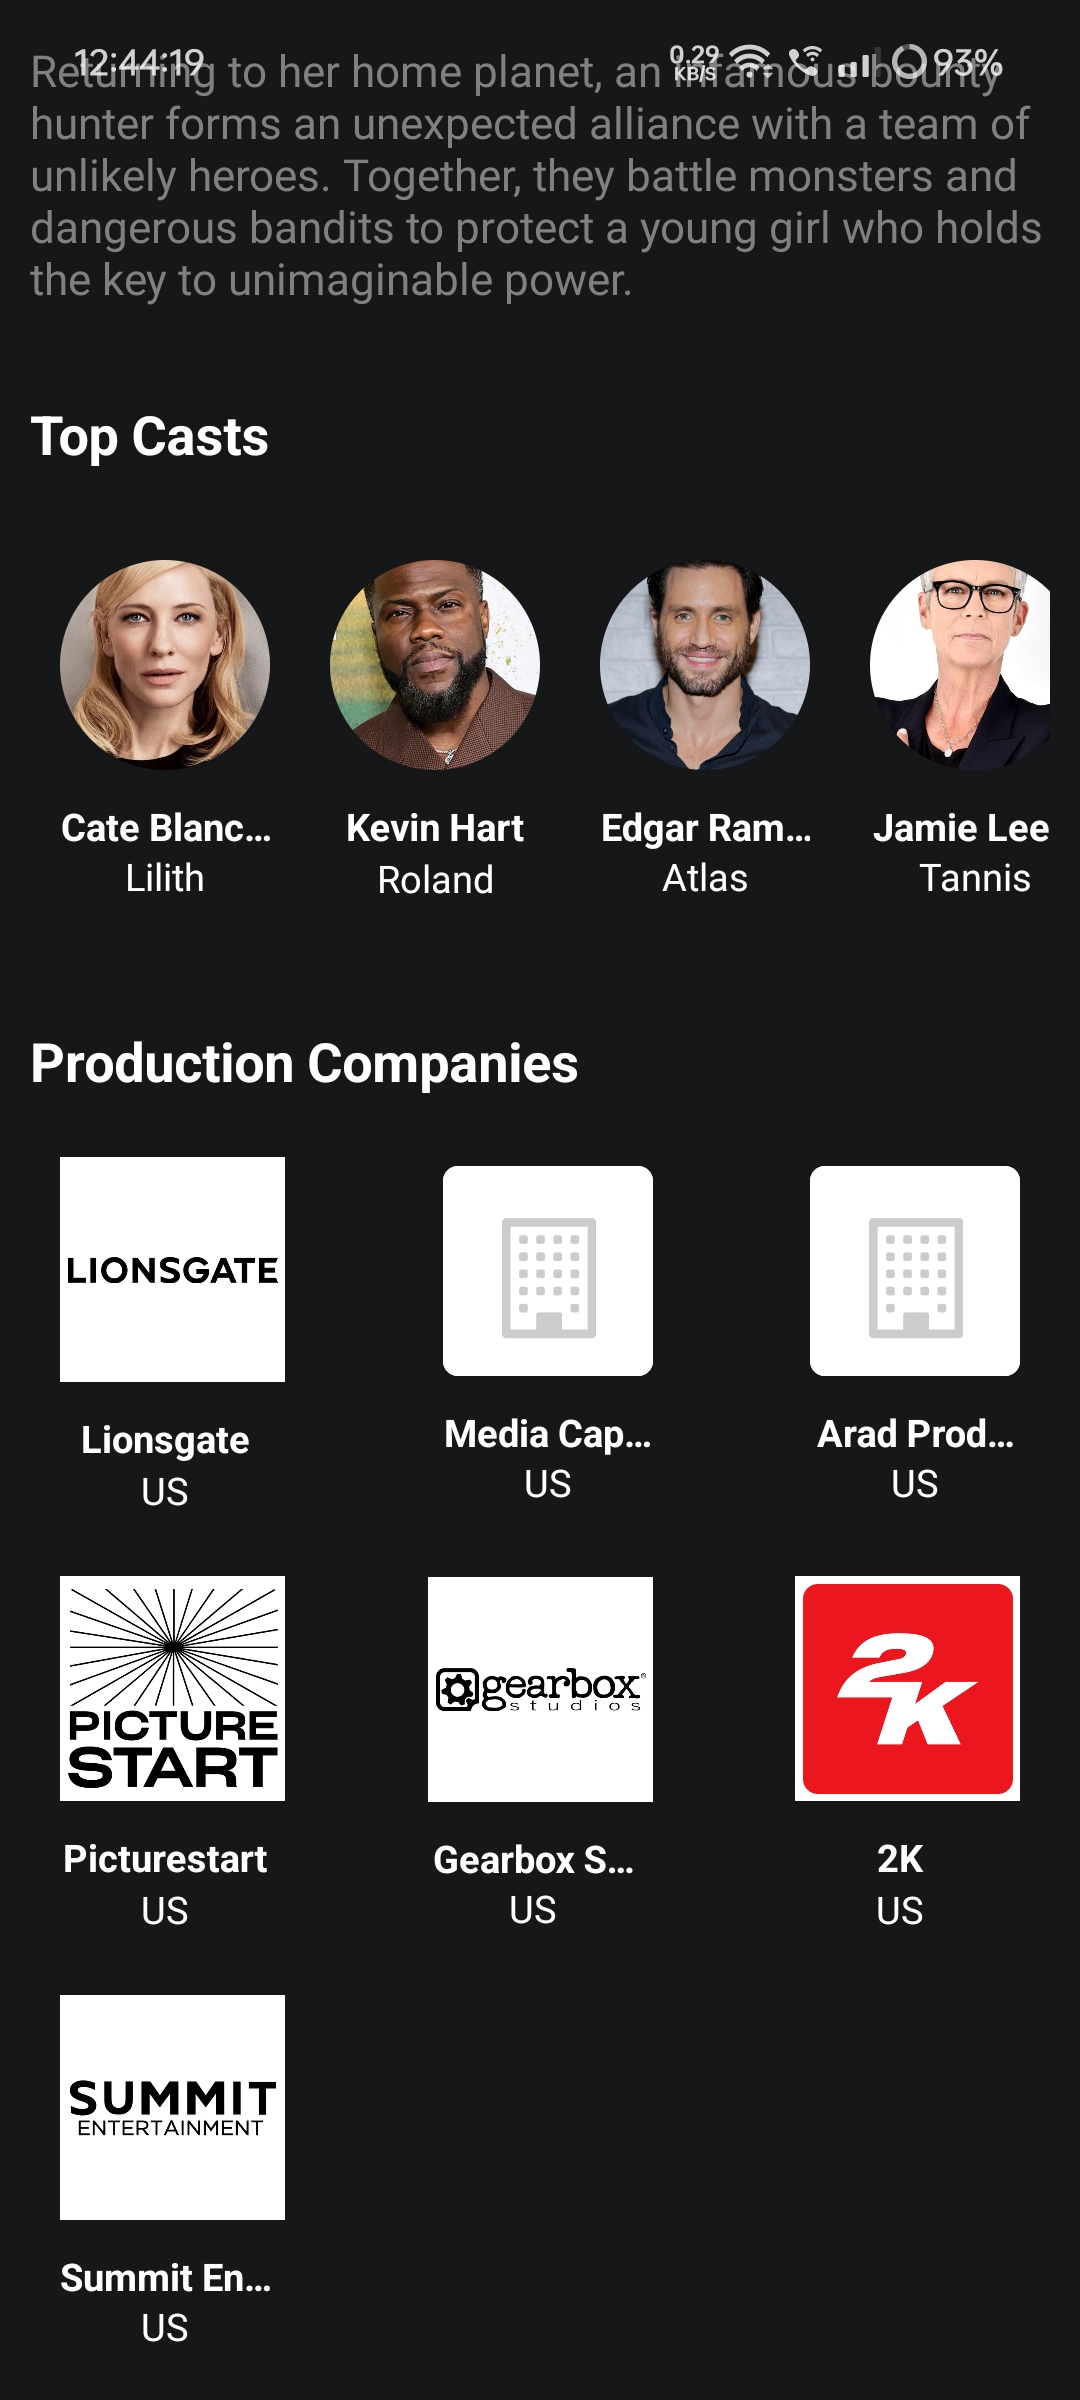 12:44:19
0.29
KB/S
93%
Returning to her home planet, an infamous bounty
hunter forms an unexpected alliance with a team of
unlikely heroes. Together, they battle monsters and
dangerous bandits to protect a young girl who holds
the key to unimaginable power.
Top Casts
Cate Blanc...
Kevin Hart
Edgar Ram...
Jamie Lee
Lilith
Roland
Atlas
Tannis
Production Companies
LIONSGATE
Lionsgate
Media Cap...
Arad Prod...
US
US
US
PICTURE
START
gearbox®
studios
2K
Picturestart
Gearbox S...
2K
US
US
US
SUMMIT
ENTERTAINMENT
Summit En...
US